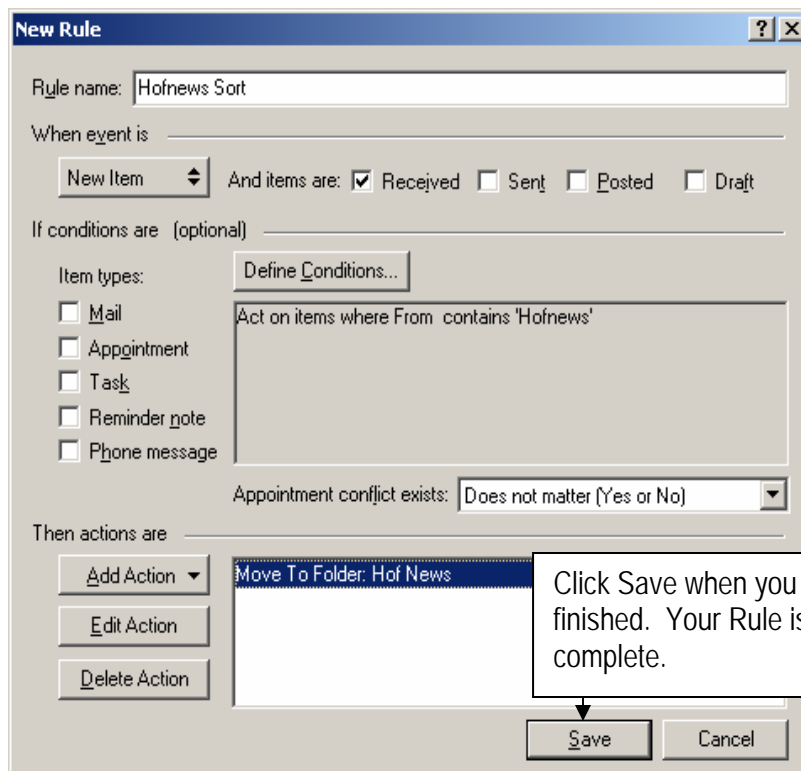 New Rule
Rule name: Hofnews Sort
When event is
New Item And items are: Received Sent Posted Draft
If conditions are (optional)
Item types: Define Conditions...
Mail
Act on items where From contains 'Hofnews'
Appointment
Task
Reminder note
Phone message
Appointment conflict exists: Does not matter (Yes or No)
Then actions are
Add Action
Move To Folder: Hof News
Edit Action
Delete Action
Click Save when you
finished. Your Rule is
complete.
Save Cancel